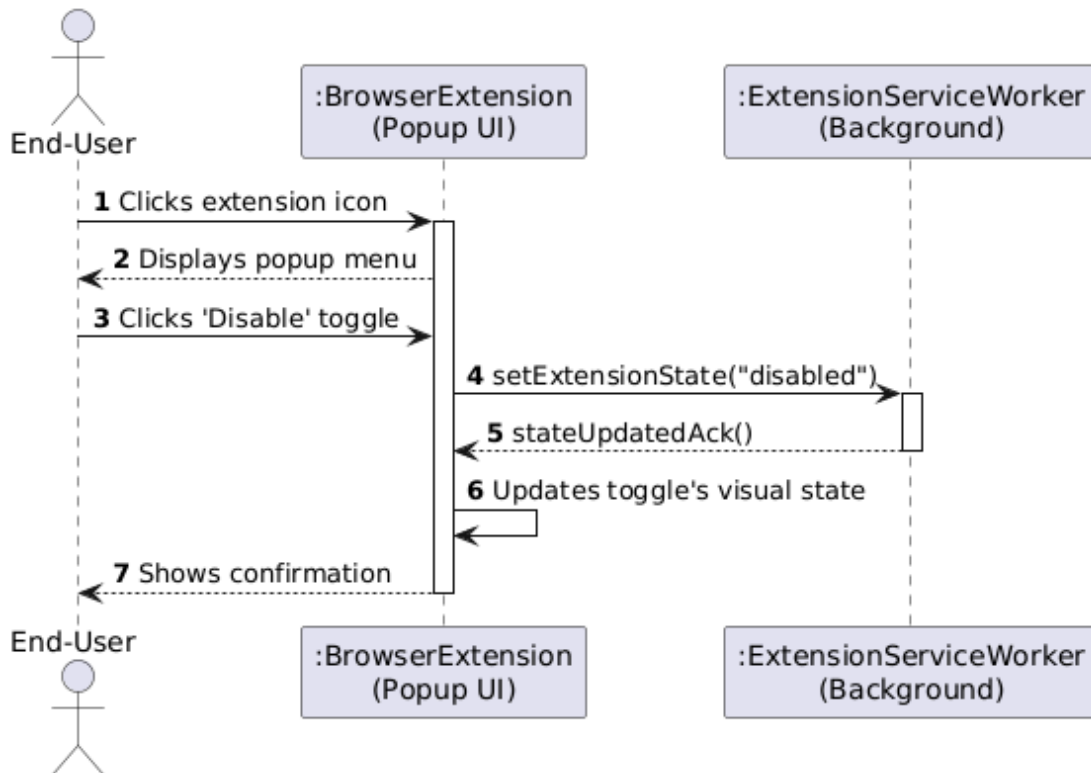 End-User
:BrowserExtension
(Popup UI)
:ExtensionServiceWorker
(Background)
1 Clicks extension icon
2 Displays popup menu
3 Clicks 'Disable' toggle
4 setExtensionState("disabled")
5 stateUpdatedAck()
6 Updates toggle's visual state
7 Shows confirmation
End-User
:BrowserExtension
(Popup UI)
:ExtensionServiceWorker
(Background)